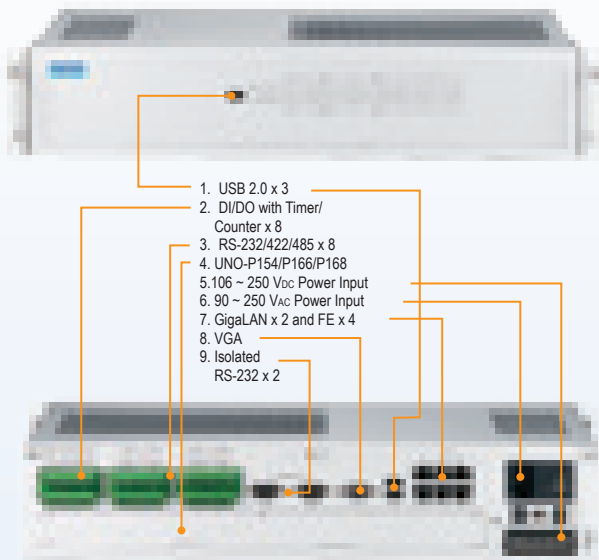 1. USB 2.0 x 3
2. DI/DO with Timer/
Counter x 8
3. RS-232/422/485 x 8
4. UNO-P154/P166/P168
5.106 ~ 250 VDC Power Input
6. 90 ~ 250 VAC Power Input
7. GigaLAN x 2 and FE x 4
8. VGA
9. Isolated
RS-232 x 2